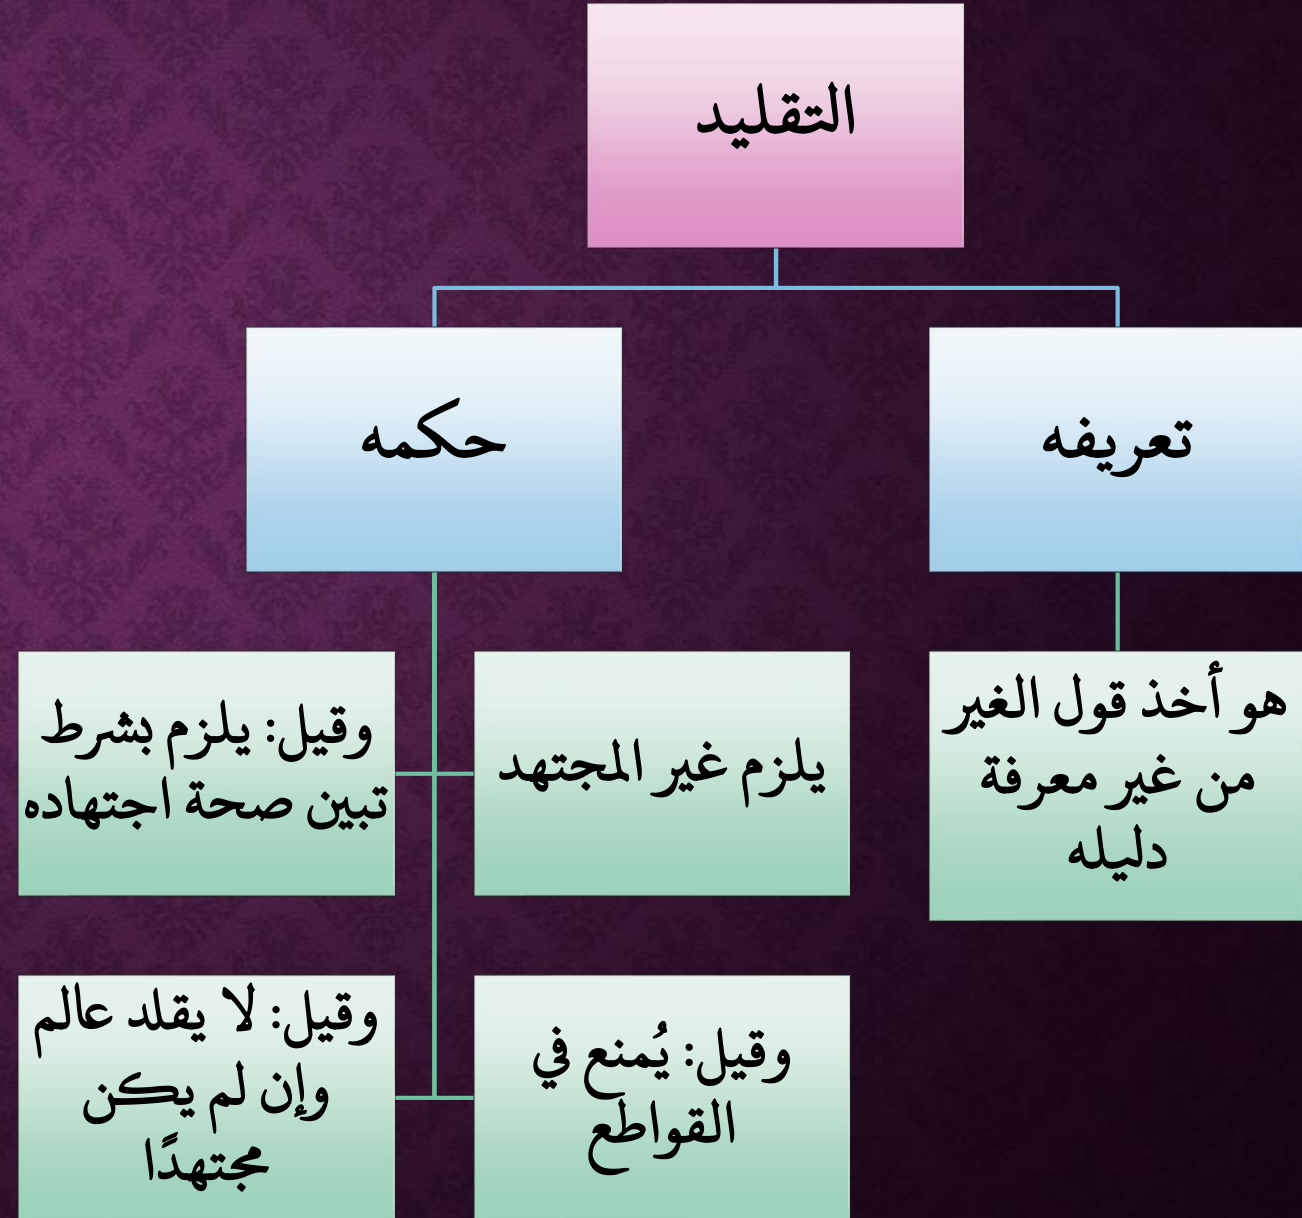 التقليد
تعريفه
هو أخذ قول الغير
من غير معرفة
دليله
حكمه
يلزم غير المجتهد
وقيل: يلزم بشرط
تبين صحة اجتهاده
وقيل: يُمنع في
القواطع
وقيل: لا يقلد عالم
وإن لم يكن
مجتهدًا